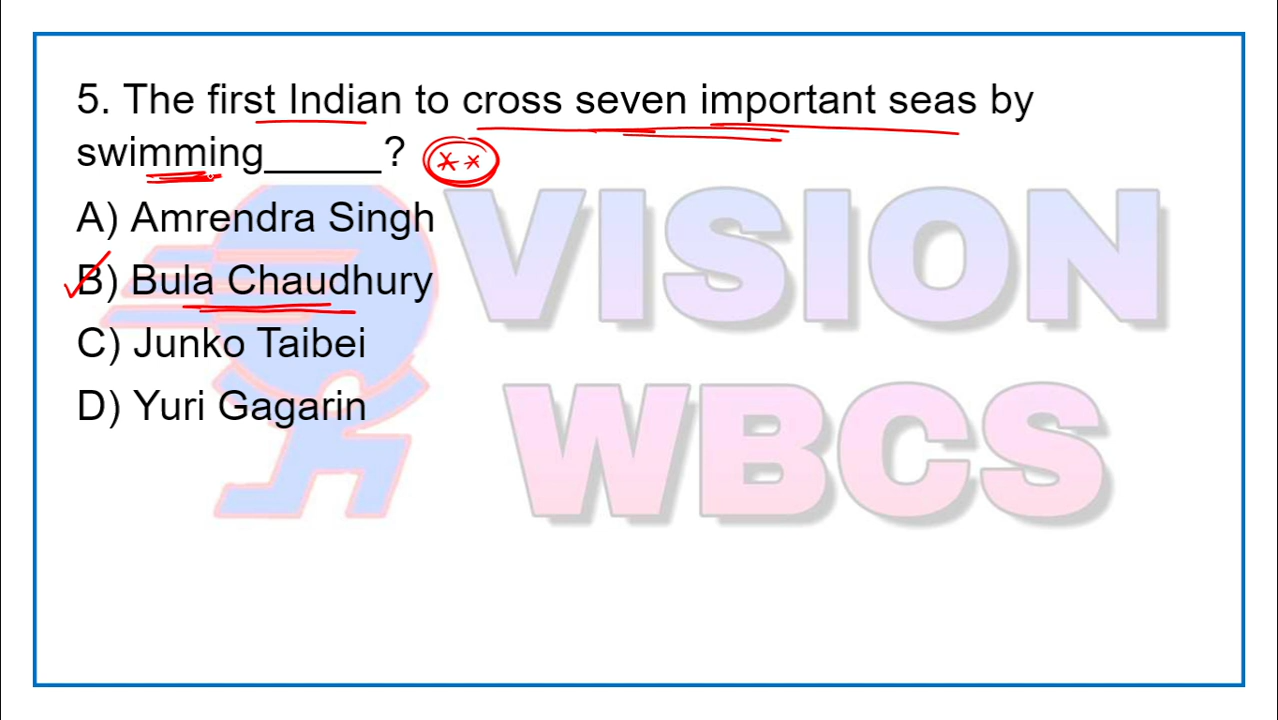 5. The first Indian to cross seven important seas by
swimming_____?
A) Amrendra Singh
B) Bula Chaudhury
C) Junko Taibei
D) Yuri Gagarin
VISION
WBCS